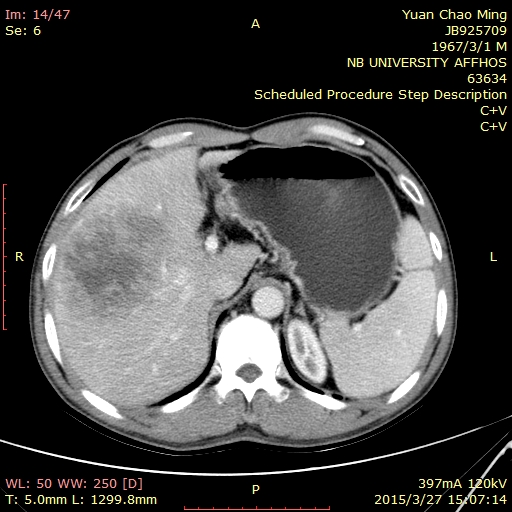 Im: 14/47
Se: 6
A
Yuan Chao Ming
JB925709
1967/3/1 M
NB UNIVERSITY AFFHOS
63634
Scheduled Procedure Step Description
C+V
C+V
R
L
WL: 50 WW: 250 [D]
T: 5.0mm L: 1299.8mm
P
397mA 120kV
2015/3/27 15:07:14